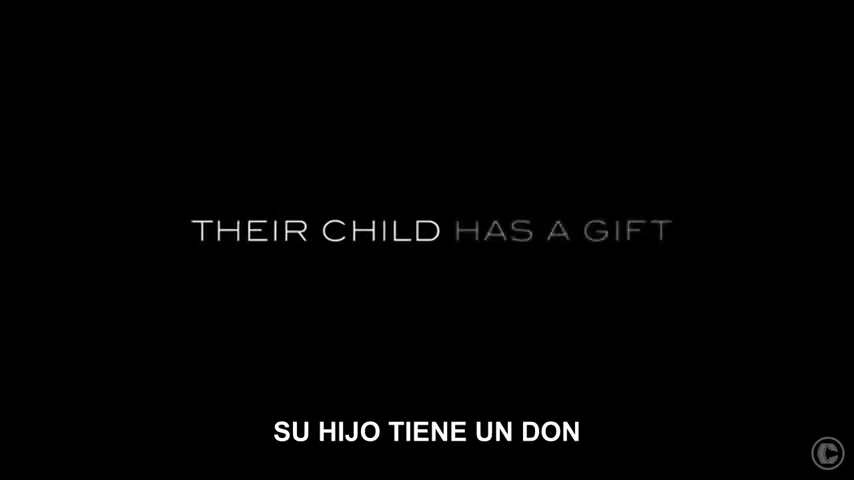 THEIR CHILD HAS A GIFT
SU HIJO TIENE UN DON